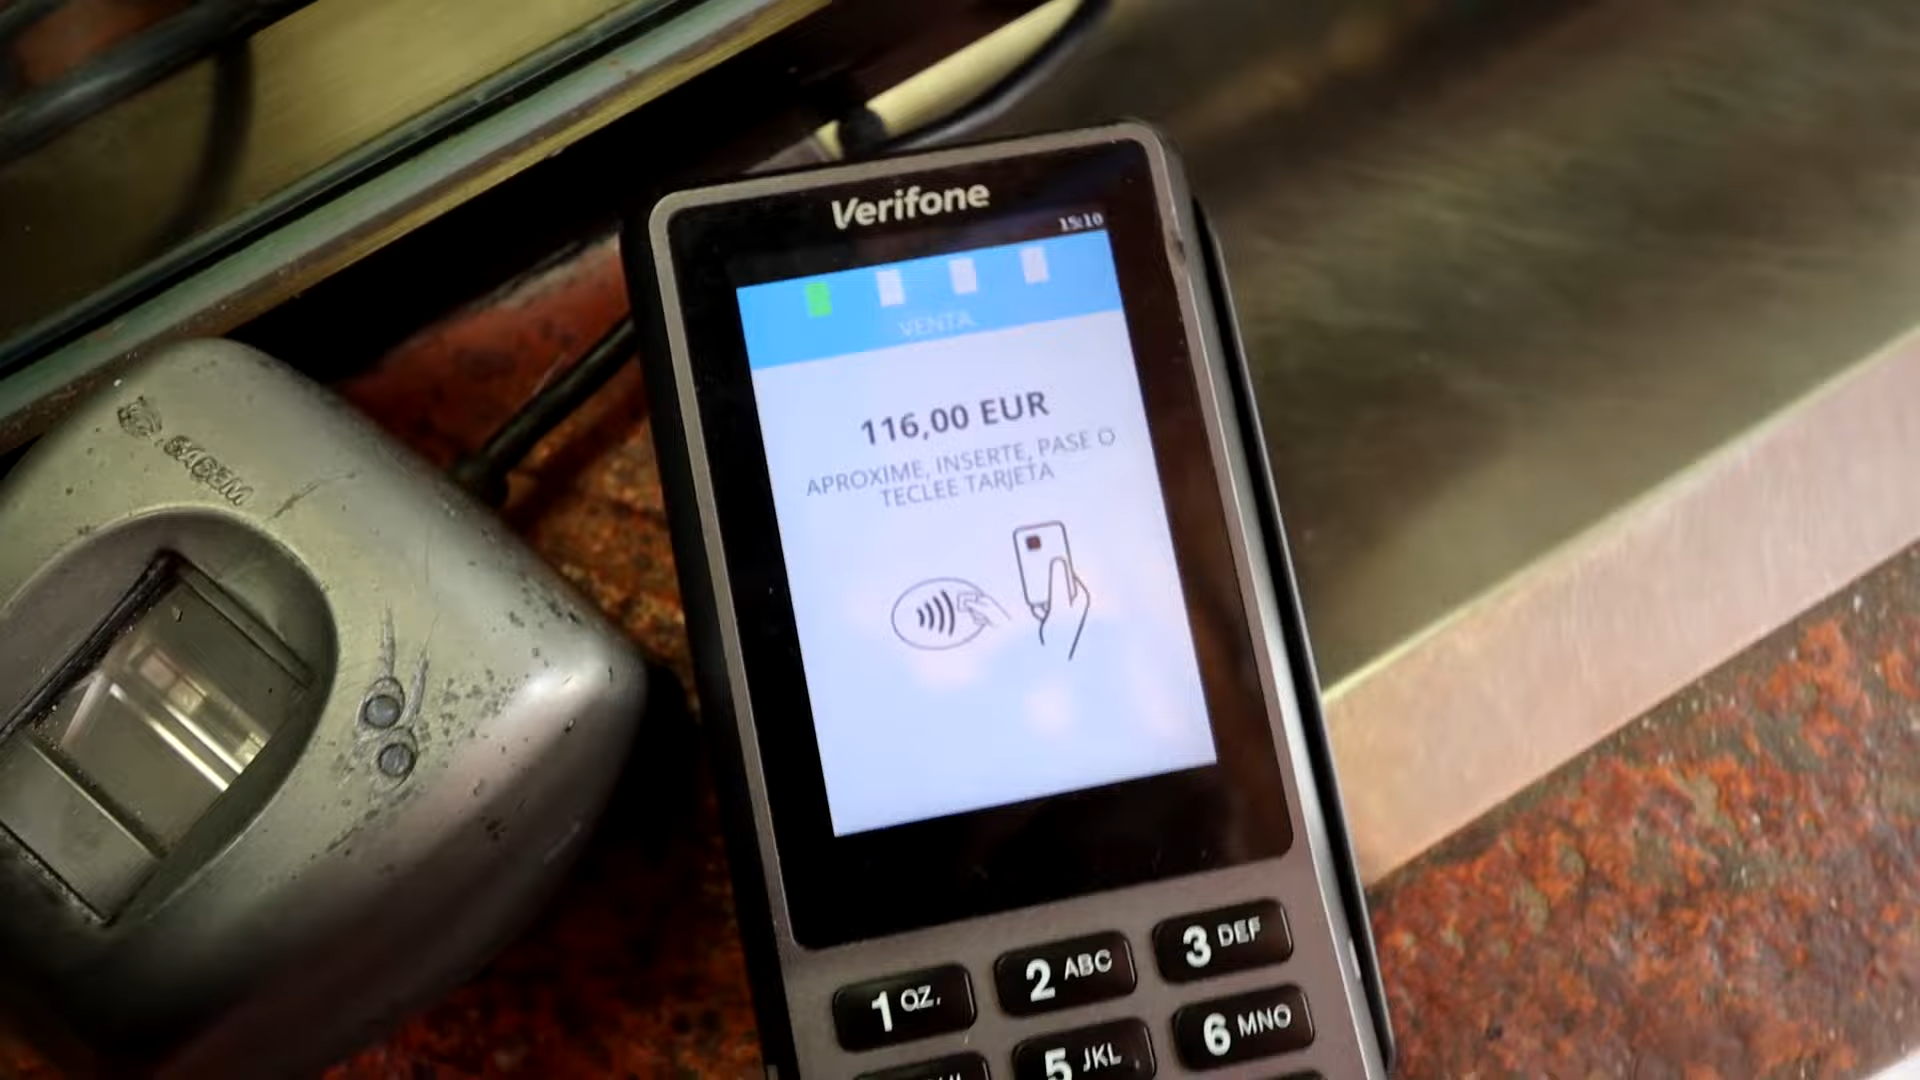 Verifone
15:10
VENTA
116,00 EUR
APROXIME, INSERTE, PASE O
TECLEE TARJETA
1 QZ.
2 ABC
3 DEF
5 JKL
6 MNO